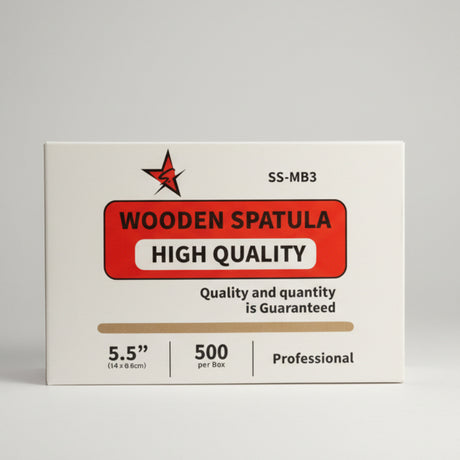 SS-MB3
WOODEN SPATULA
HIGH QUALITY
Quality and quantity
is Guaranteed
5.5” 500 Professional
per Box